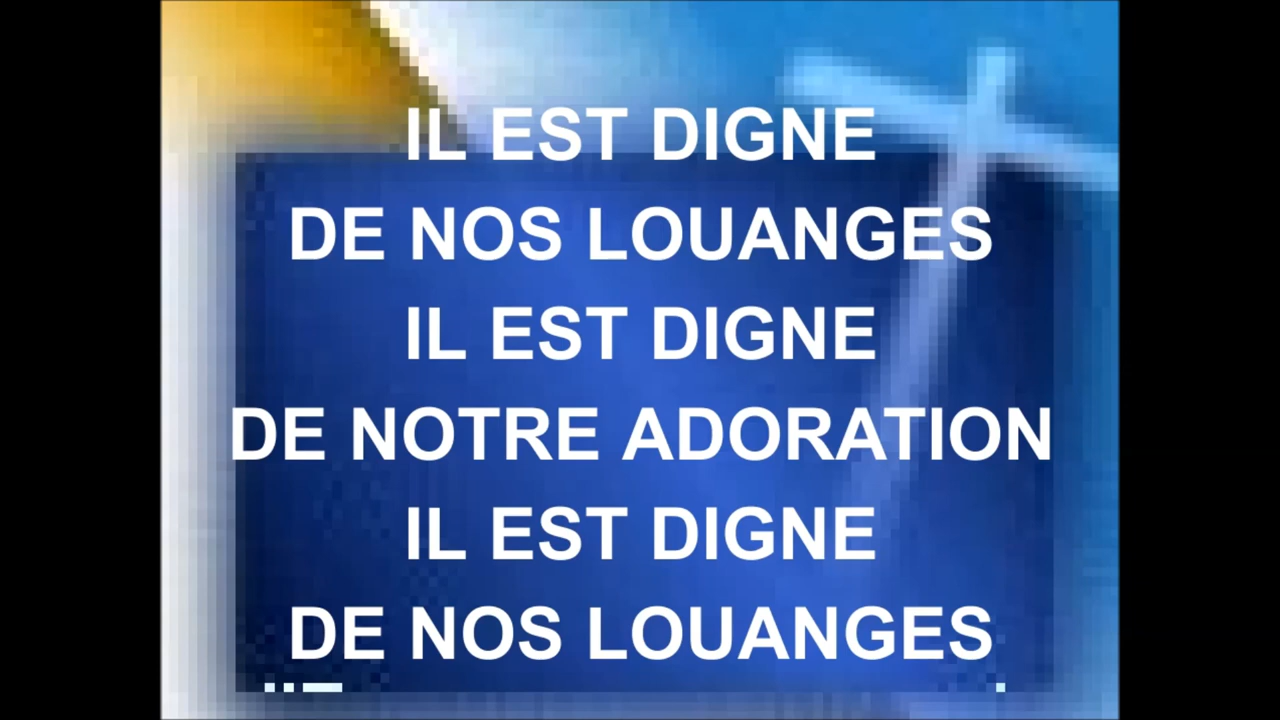 IL EST DIGNE
DE NOS LOUANGES
IL EST DIGNE
DE NOTRE ADORATION
IL EST DIGNE
DE NOS LOUANGES